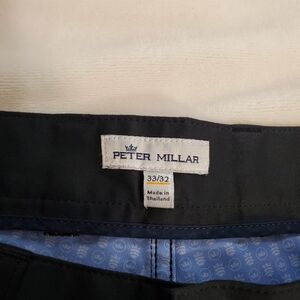 PETER MILLAR
33/32
Made in
Thailand